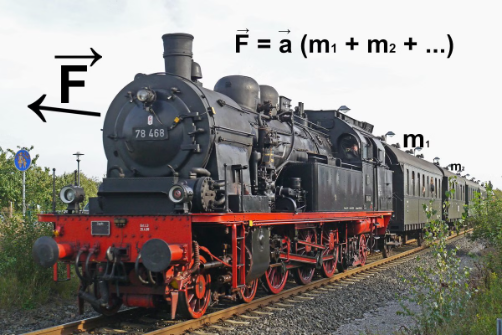 F⃗ = a⃗ (m₁ + m₂ + ...)
F⃗
m₁
m₂
78 468